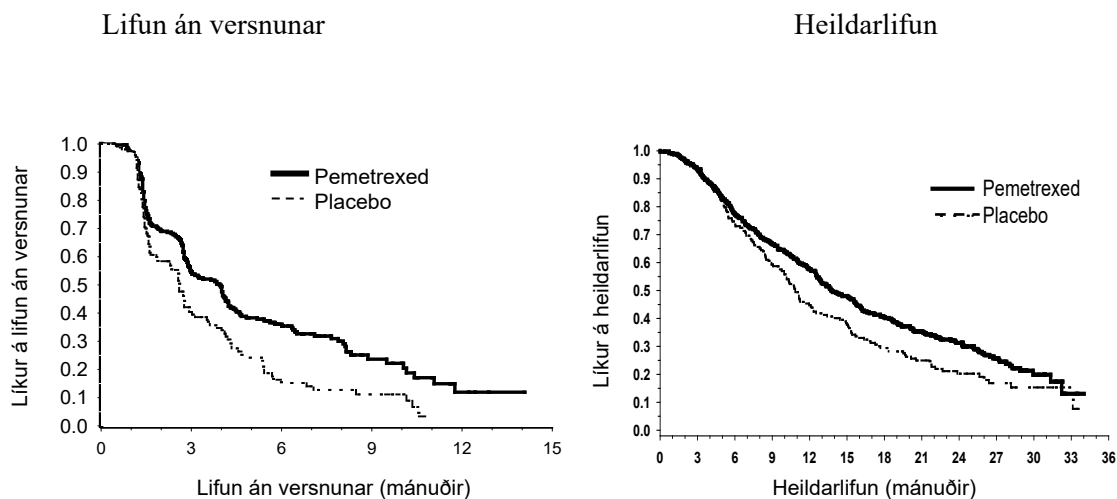 Lifun án versnunar
Heildarlifun
1.0
0.9
0.8
0.7
0.6
0.5
0.4
0.3
0.2
0.1
0.0
Líkur á lifun án versnunar
Pemetrexed
Placebo
0 3 6 9 12 15
Lifun án versnunar (mánuðir)
1.0
0.9
0.8
0.7
0.6
0.5
0.4
0.3
0.2
0.1
0.0
Líkur á heildarlifun
Pemetrexed
Placebo
0 3 6 9 12 15 18 21 24 27 30 33 36
Heildarlifun (mánuðir)